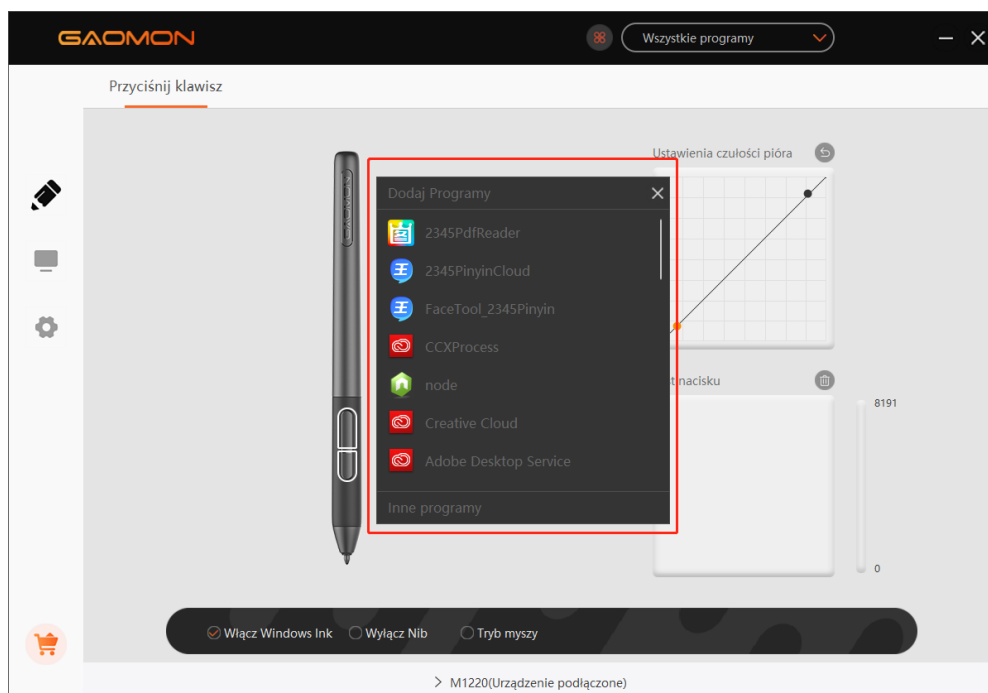 GAOMON
Wszystkie programy
Przyciśnij klawisz
Ustawienia czułości pióra
GAOMON
Dodaj Programy
2345PdfReader
2345PinyinCloud
FaceTool_2345Pinyin
CCXProcess
node
Creative Cloud
Adobe Desktop Service
Inne programy
nacisku
8191
0
Włącz Windows Ink
Wyłącz Nib
Tryb myszy
M1220(Urządzenie podłączone)